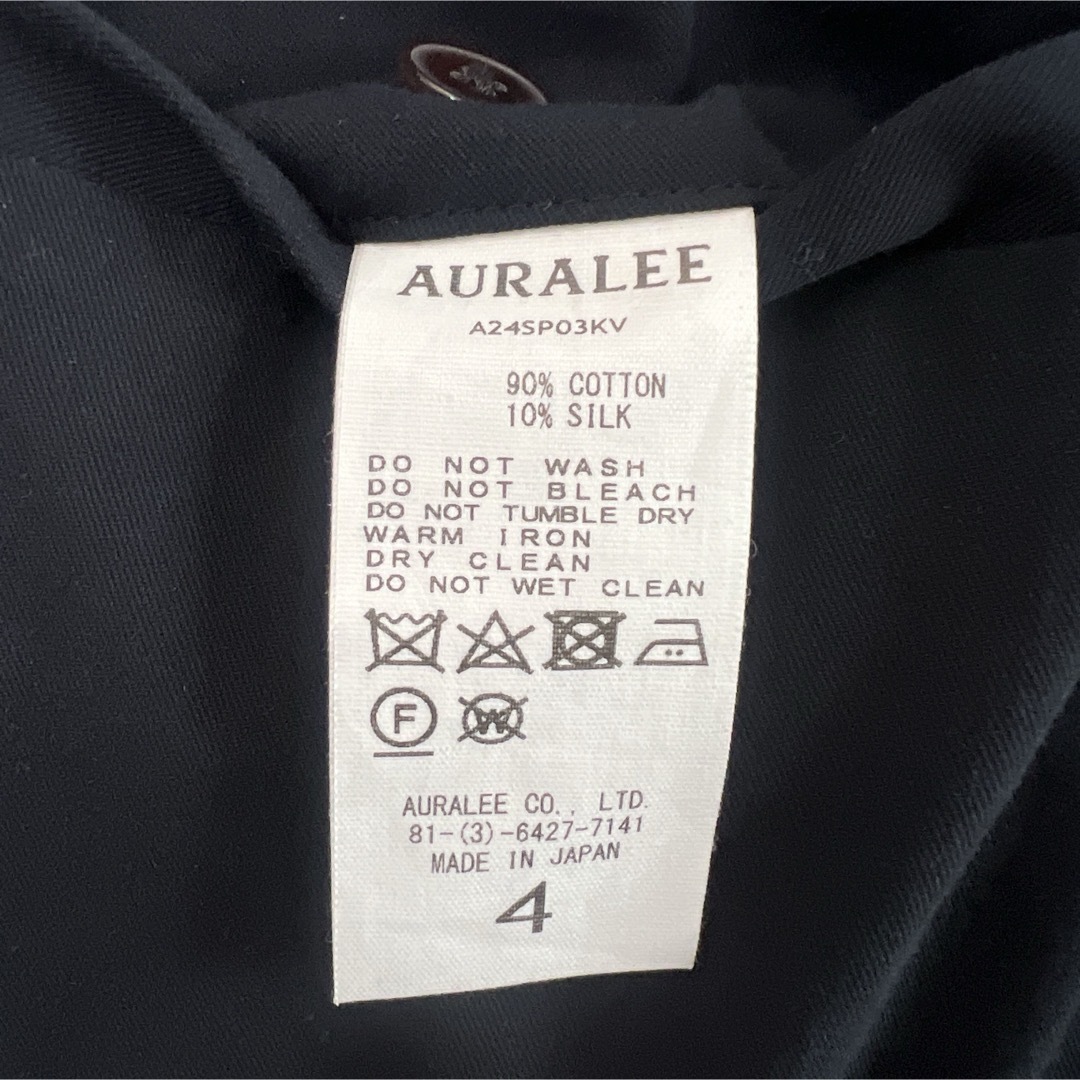 AURALEE
A24SP03KV
90% COTTON
10% SILK
DO NOT WASH
DO NOT BLEACH
DO NOT TUMBLE DRY
WARM IRON
DRY CLEAN
DO NOT WET CLEAN
F W
AURALEE CO., LTD.
81-(3)-6427-7141
MADE IN JAPAN
4